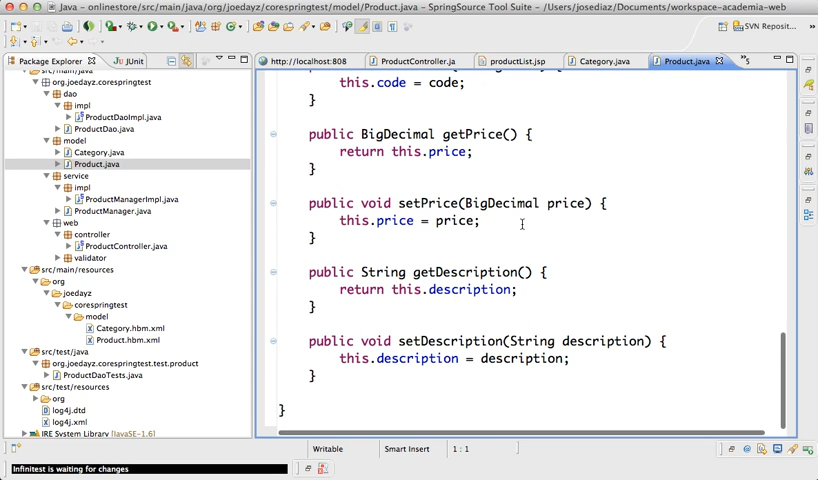 Java - onlinestore/src/main/java/org/joedayz/corespringtest/model/Product.java - SpringSource Tool Suite - /Users/josediaz/Documents/workspace-academia-web
SVN Reposit...
Package Explorer
JUnit
http://localhost:808
ProductController.ja
productList.jsp
Category.java
Product.java
»5
src/main/java
org.joedayz.corespringtest
dao
impl
ProductDaoImpl.java
ProductDao.java
model
Category.java
Product.java
service
impl
ProductManagerImpl.java
ProductManager.java
web
controller
ProductController.java
validator
src/main/resources
org
joedayz
corespringtest
model
Category.hbm.xml
Product.hbm.xml
src/test/java
org.joedayz.corespringtest.test.product
ProductDaoTests.java
src/test/resources
org
log4j.dtd
log4j.xml
JRE System Library [JavaSE-1.6]
this.code = code;
}
public BigDecimal getPrice() {
return this.price;
}
public void setPrice(BigDecimal price) {
this.price = price;
}
public String getDescription() {
return this.description;
}
public void setDescription(String description) {
this.description = description;
}
}
Writable
Smart Insert
1 : 1
Infinitest is waiting for changes